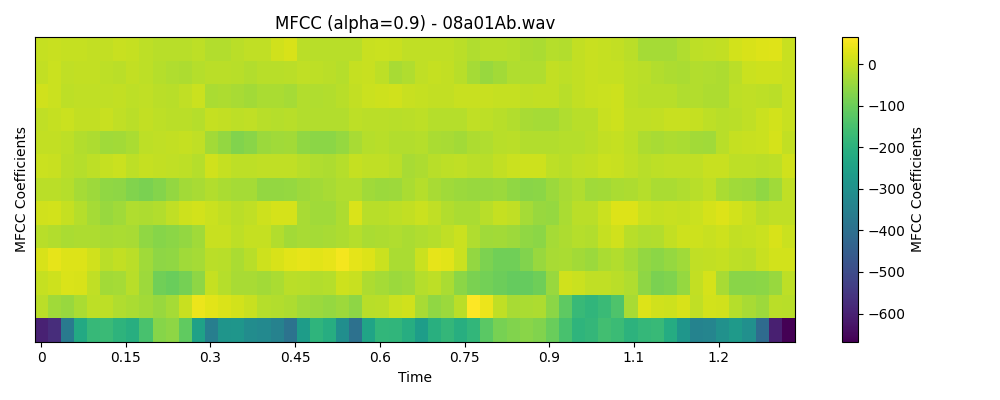 MFCC (alpha=0.9) - 08a01Ab.wav
MFCC Coefficients
0 0.15 0.3 0.45 0.6 0.75 0.9 1.1 1.2
Time
0
−100
−200
−300
−400
−500
−600
MFCC Coefficients